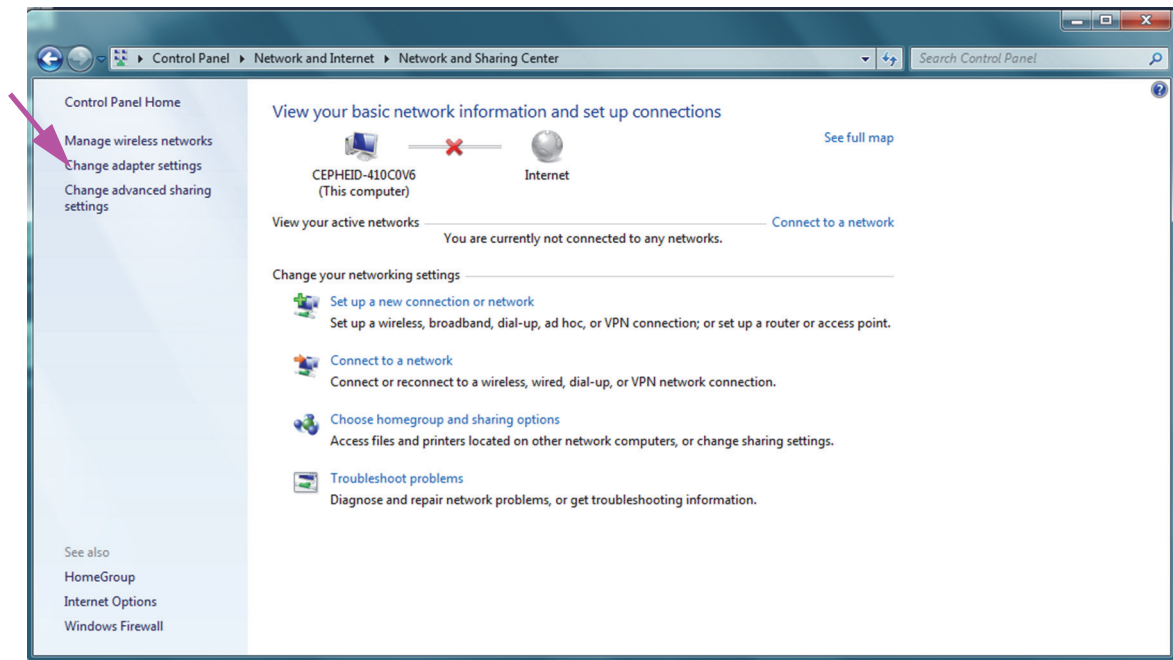 Control Panel ▸ Network and Internet ▸ Network and Sharing Center
Search Control Panel
Control Panel Home
Manage wireless networks
Change adapter settings
Change advanced sharing
settings
View your basic network information and set up connections
See full map
CEPHEID-410C0V6
(This computer)
Internet
View your active networks
Connect to a network
You are currently not connected to any networks.
Change your networking settings
Set up a new connection or network
Set up a wireless, broadband, dial-up, ad hoc, or VPN connection; or set up a router or access point.
Connect to a network
Connect or reconnect to a wireless, wired, dial-up, or VPN network connection.
Choose homegroup and sharing options
Access files and printers located on other network computers, or change sharing settings.
Troubleshoot problems
Diagnose and repair network problems, or get troubleshooting information.
See also
HomeGroup
Internet Options
Windows Firewall